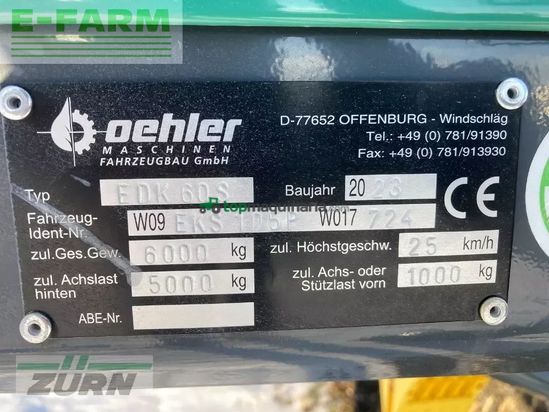 E-FARM
oehler
MASCHINEN
FAHRZEUGBAU GmbH
D-77652 OFFENBURG - Windschläg
Tel.: +49 (0) 781/91390
Fax: +49 (0) 781/913930
Typ EDK 60 S Baujahr 2023
topmaquinaria
Fahrzeug-Ident-Nr. W09 W017 724
zul.Ges.Gew. 6000 kg zul. Höchstgeschw. 25 km/h
zul. Achslast hinten 5000 kg zul. Achs- oder Stützlast vorn 1000 kg
ABE-Nr.
CE
ZÜRN